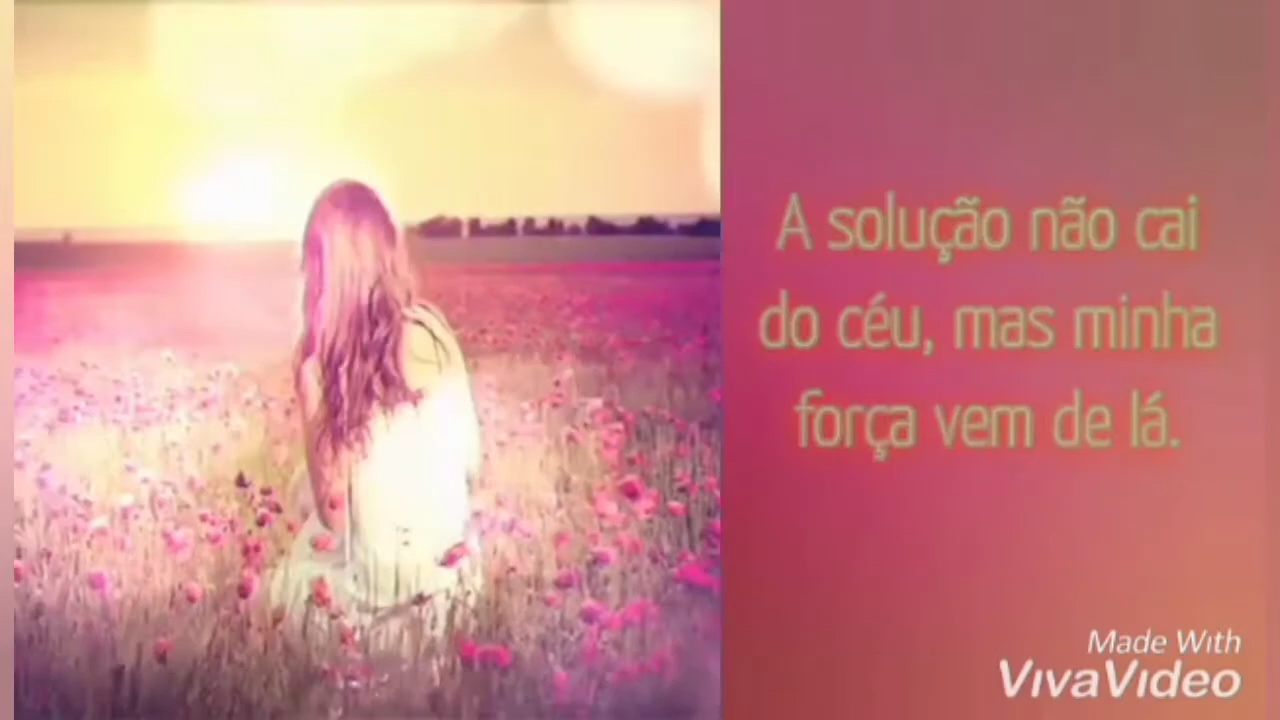 A solução não cai
do céu, mas minha
força vem de lá.
Made With
VivaVideo